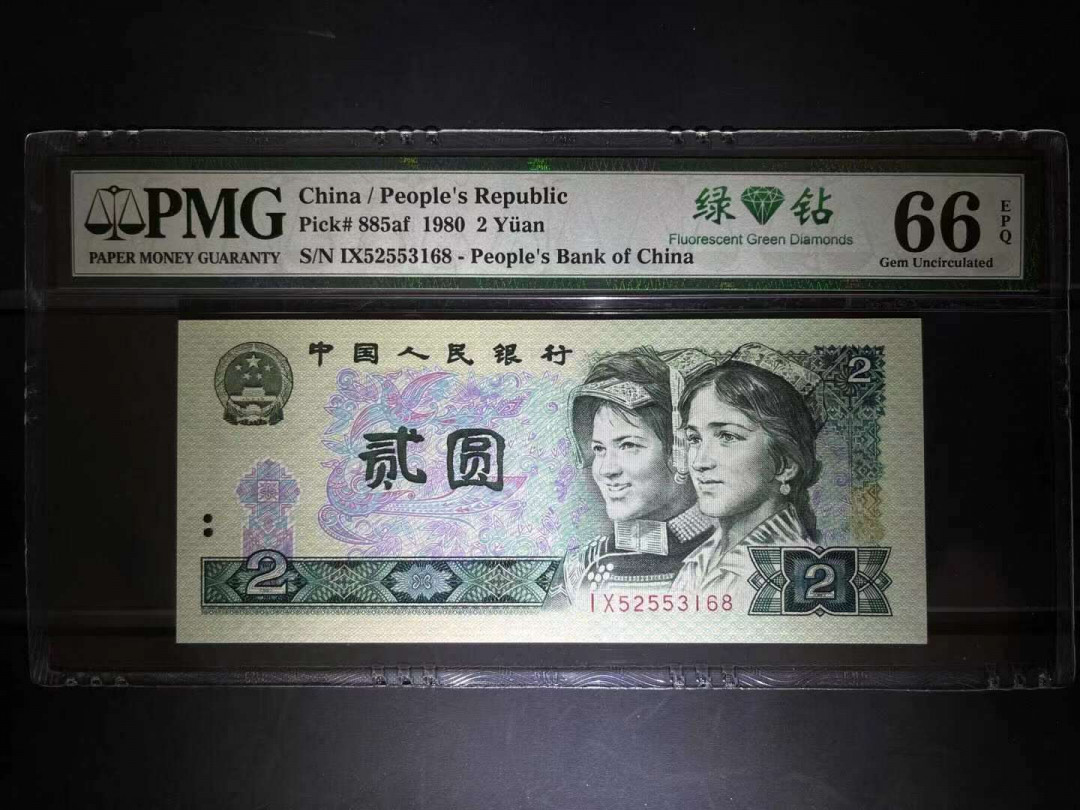 PMG
PAPER MONEY GUARANTY
China / People's Republic
Pick# 885af 1980 2 Yüan
S/N IX52553168 - People's Bank of China
绿 钻
Fluorescent Green Diamonds
66
EPQ
Gem Uncirculated
中国人民银行
2
贰圆
2
2
IX52553168